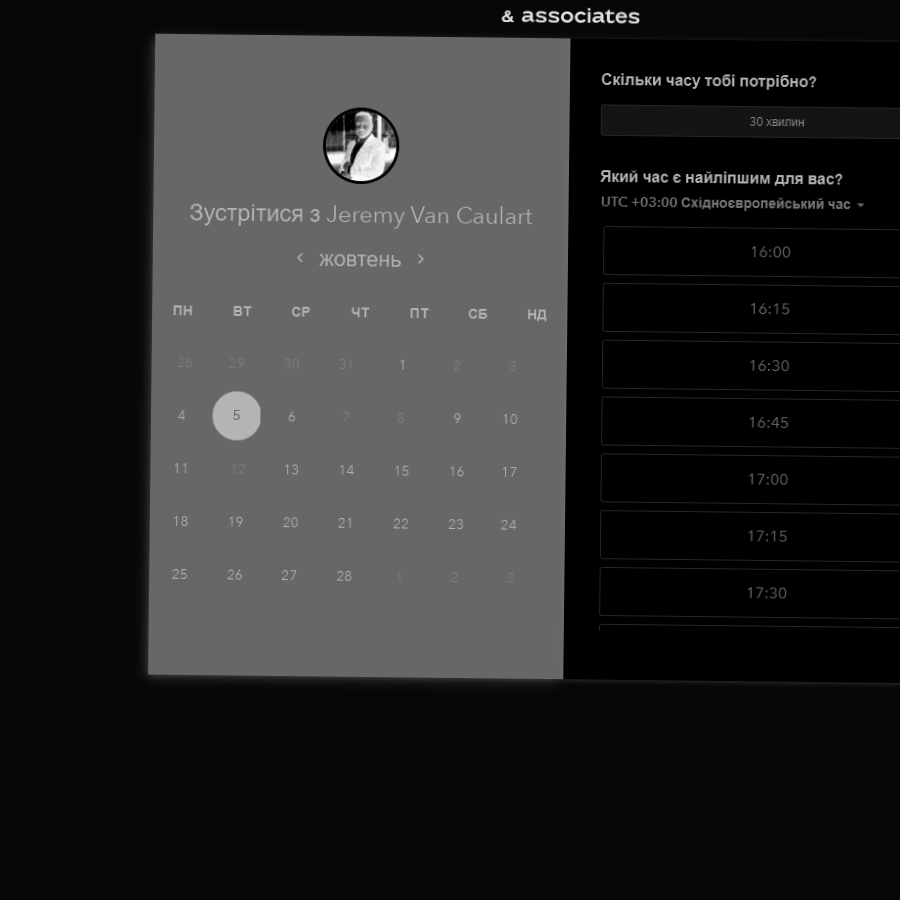 & associates
Зустрітися з Jeremy Van Caulart
жовтень
ПН ВТ СР ЧТ ПТ СБ НД
28 29 30 31 1 2 3
4 5 6 7 8 9 10
11 12 13 14 15 16 17
18 19 20 21 22 23 24
25 26 27 28 1 2 3
Скільки часу тобі потрібно?
30 хвилин
Який час є найліпшим для вас?
UTC +03:00 Східноєвропейський час
16:00
16:15
16:30
16:45
17:00
17:15
17:30